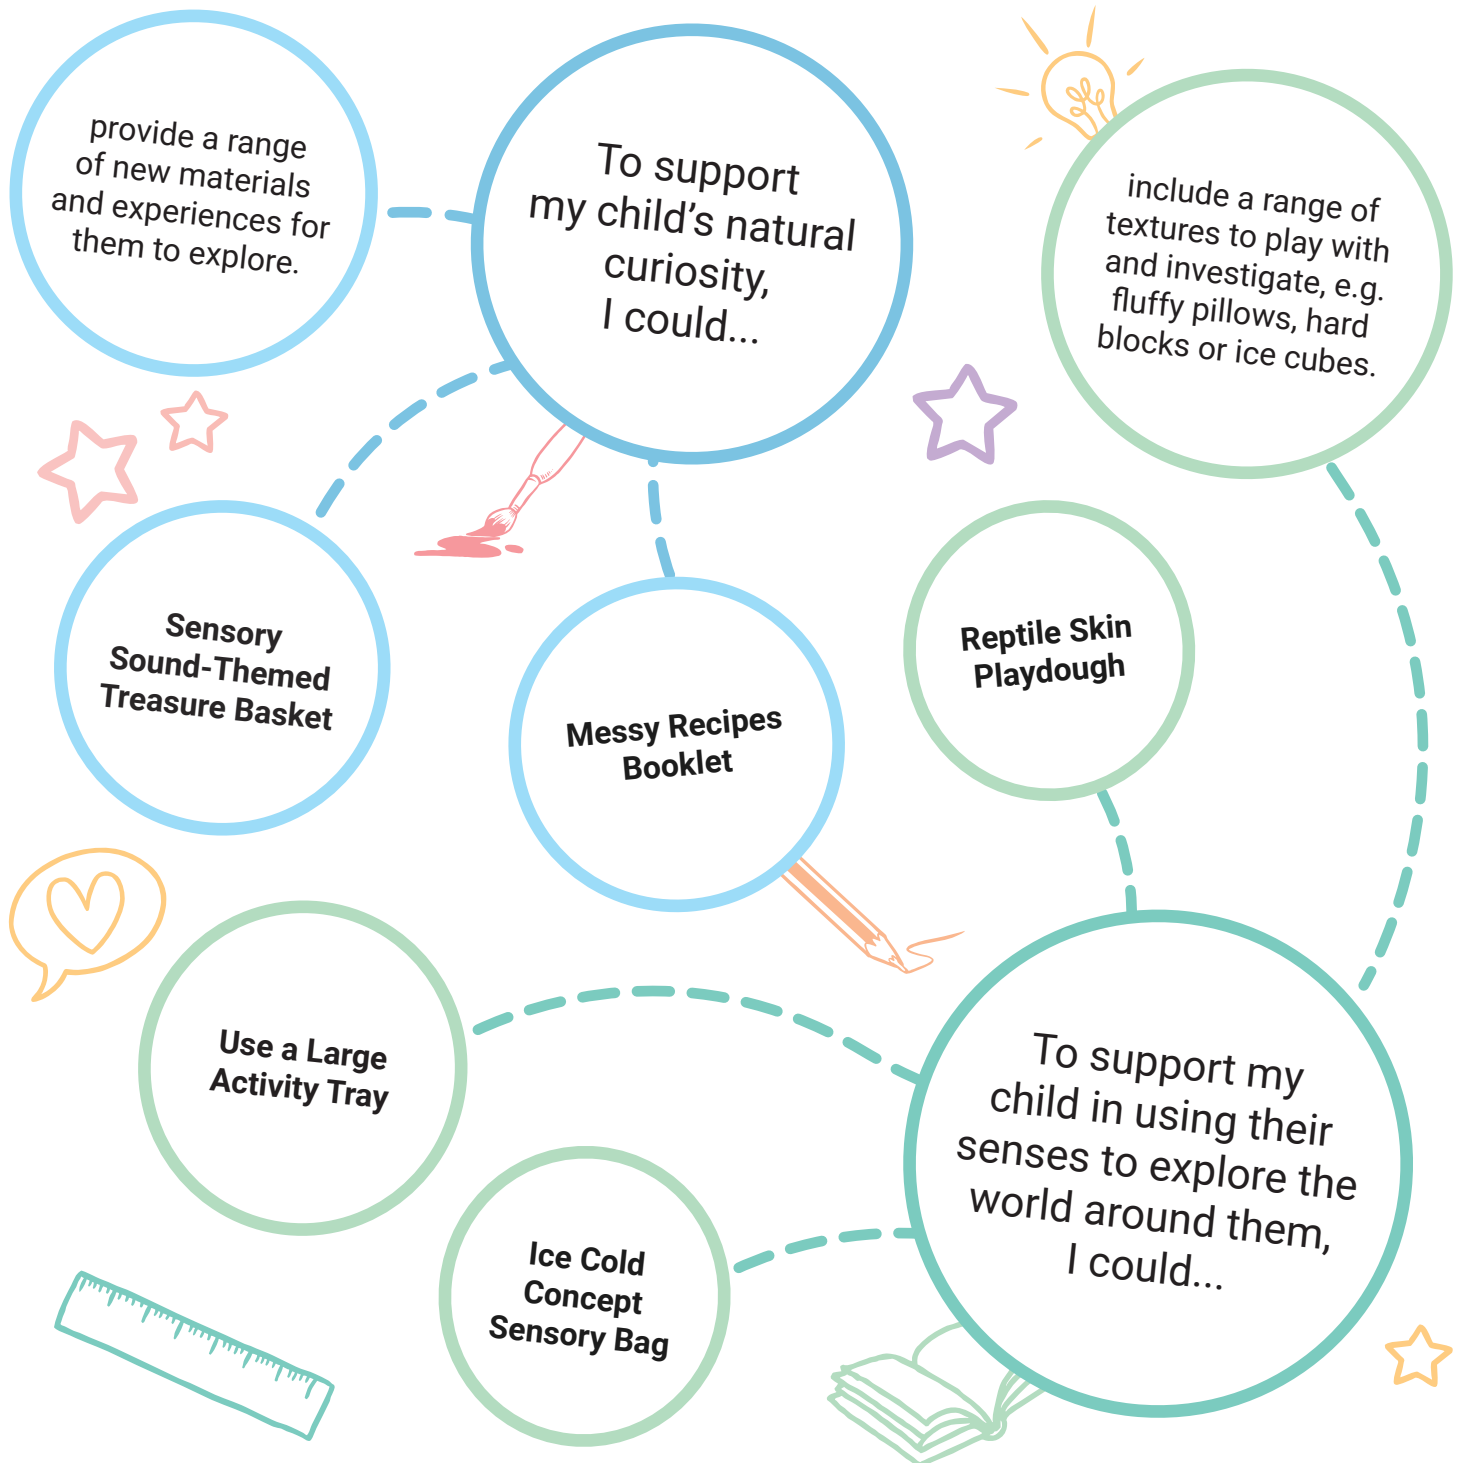 provide a range
of new materials
and experiences for
them to explore.
To support
my child’s natural
curiosity,
I could...
include a range of
textures to play with
and investigate, e.g.
fluffy pillows, hard
blocks or ice cubes.
Sensory
Sound-Themed
Treasure Basket
Messy Recipes
Booklet
Reptile Skin
Playdough
Use a Large
Activity Tray
Ice Cold
Concept
Sensory Bag
To support my
child in using their
senses to explore the
world around them,
I could...